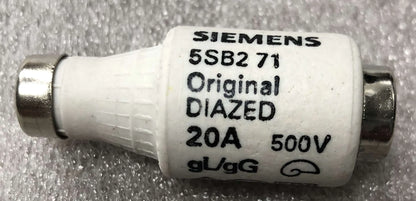 SIEMENS
5SB2 71
Original
DIAZED
20A 500V
gL/gG